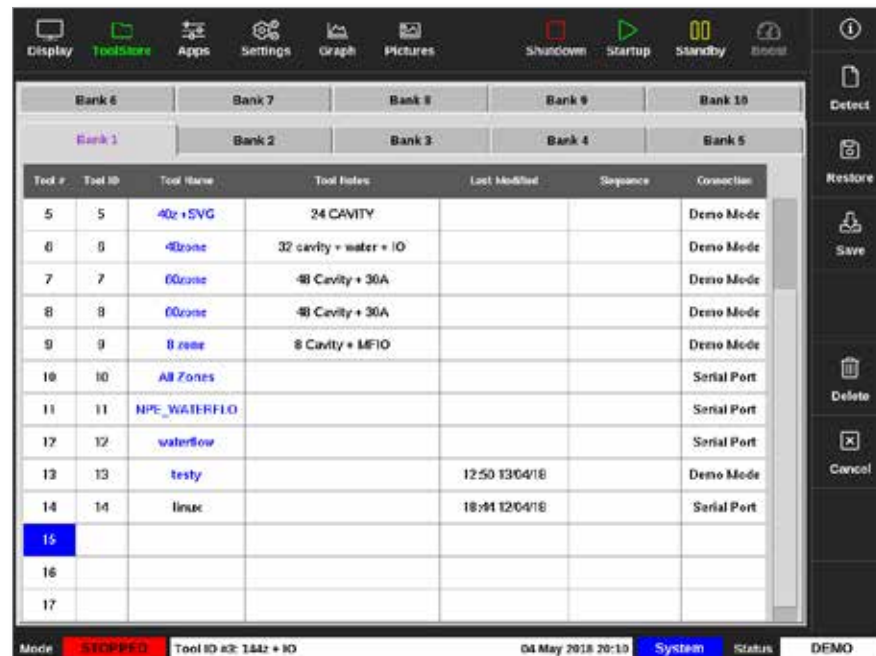 Display ToolStore Apps Settings Graph Pictures Shutdown Startup Standby Boost
Detect
Restore
Save
Delete
Cancel
Bank 6 Bank 7 Bank 8 Bank 9 Bank 10
Bank 1 Bank 2 Bank 3 Bank 4 Bank 5
Tool # Tool ID Tool Name Tool Notes Last Modified Sequence Connection
5 5 40z+SVG 24 CAVITY Demo Mode
6 6 48zone 32 cavity + water + IO Demo Mode
7 7 60zone 48 Cavity + 30A Demo Mode
8 8 60zone 48 Cavity + 30A Demo Mode
9 9 8 zone 8 Cavity + MFIO Demo Mode
10 10 All Zones Serial Port
11 11 NPE_WATERFLO Serial Port
12 12 waterflow Serial Port
13 13 testy 12:50 13/04/18 Demo Mode
14 14 linux 18:44 12/04/18 Serial Port
15
16
17
Mode STOPPED Tool ID #3: 144z + IO 04 May 2018 20:10 System Status DEMO